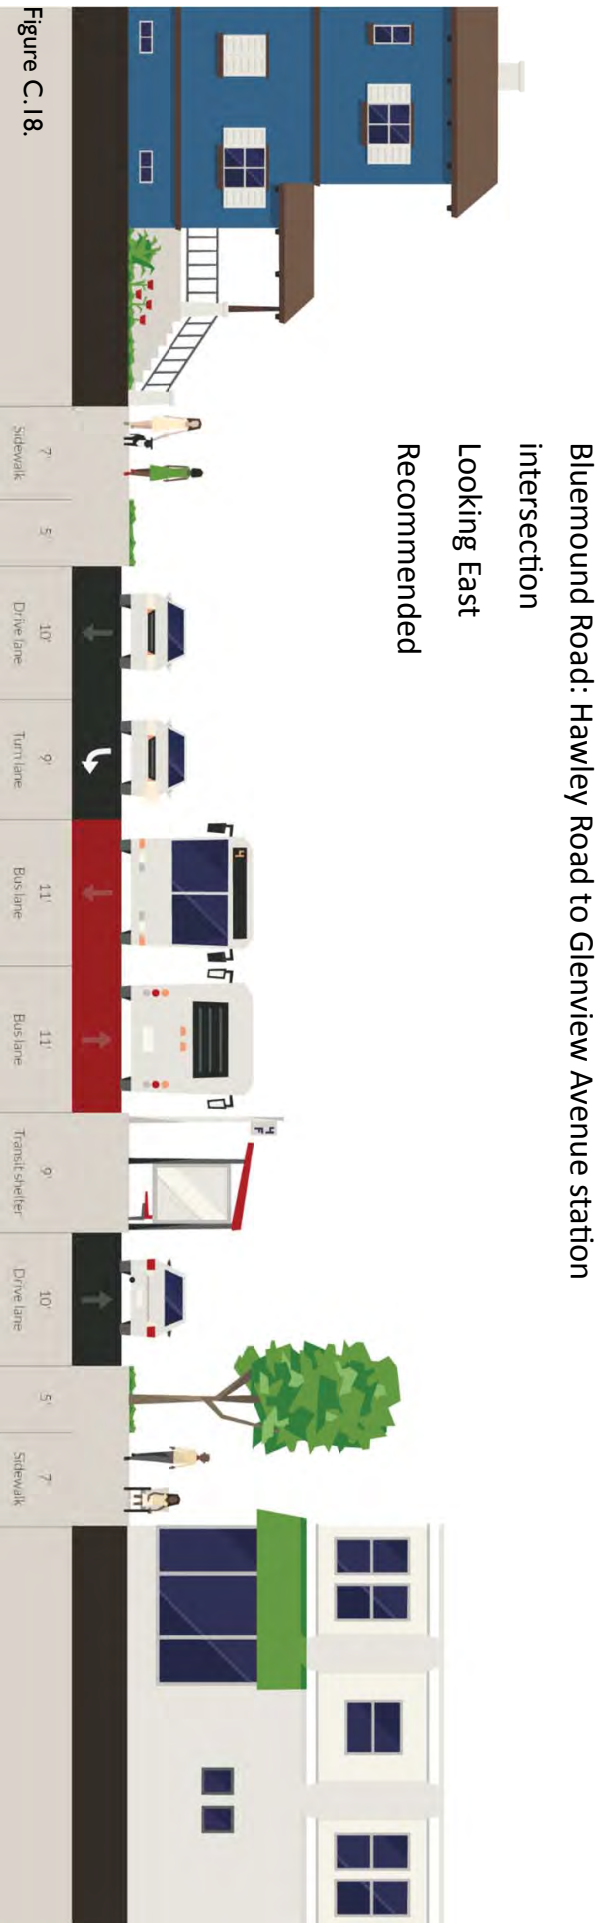 Bluemound Road: Hawley Road to Glenview Avenue station
intersection
Looking East
Recommended
4
4
F
7' 5' 10' 9' 11' 11' 9' 10' 5' 7'
Sidewalk Drive lane Turn lane Bus lane Bus lane Transit shelter Drive lane Sidewalk
Figure C.18.